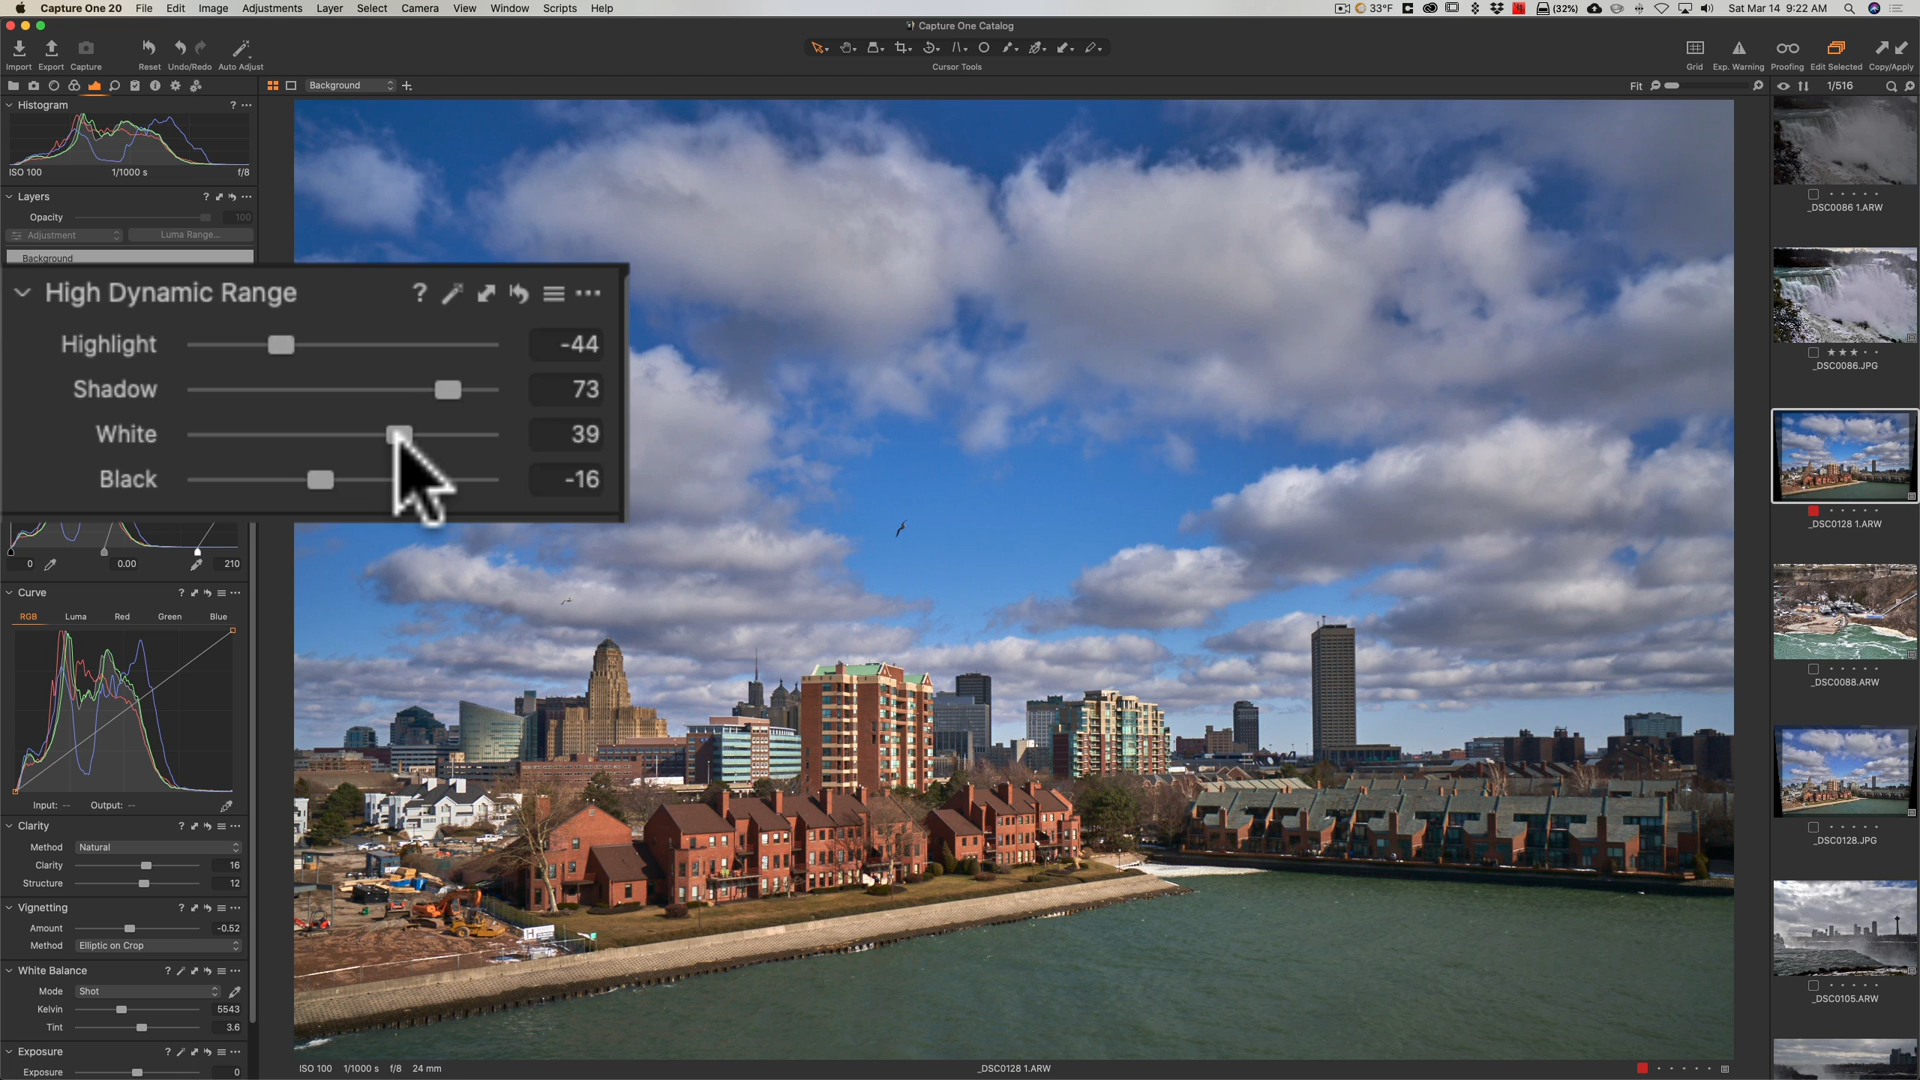 Capture One 20 File Edit Image Adjustments Layer Select Camera View Window Scripts Help 33°F (32%) Sat Mar 14 9:22 AM
Capture One Catalog
Import Export Capture Reset Undo/Redo Auto Adjust Cursor Tools Grid Exp. Warning Proofing Edit Selected Copy/Apply
Background Fit 1/516
Histogram ?
ISO 100 1/1000 s f/8
Layers ?
Opacity 100
Adjustment Luma Range...
Background
High Dynamic Range ?
Highlight -44
Shadow 73
White 39
Black -16
0 0.00 210
Curve ?
RGB Luma Red Green Blue
Input: -- Output: --
Clarity ?
Method Natural
Clarity 16
Structure 12
Vignetting ?
Amount -0.52
Method Elliptic on Crop
White Balance ?
Mode Shot
Kelvin 5543
Tint 3.6
Exposure ?
Exposure 0
ISO 100 1/1000 s f/8 24 mm _DSC0128 1.ARW
_DSC0086 1.ARW
_DSC0086.JPG
_DSC0128 1.ARW
_DSC0088.ARW
_DSC0128.JPG
_DSC0105.ARW